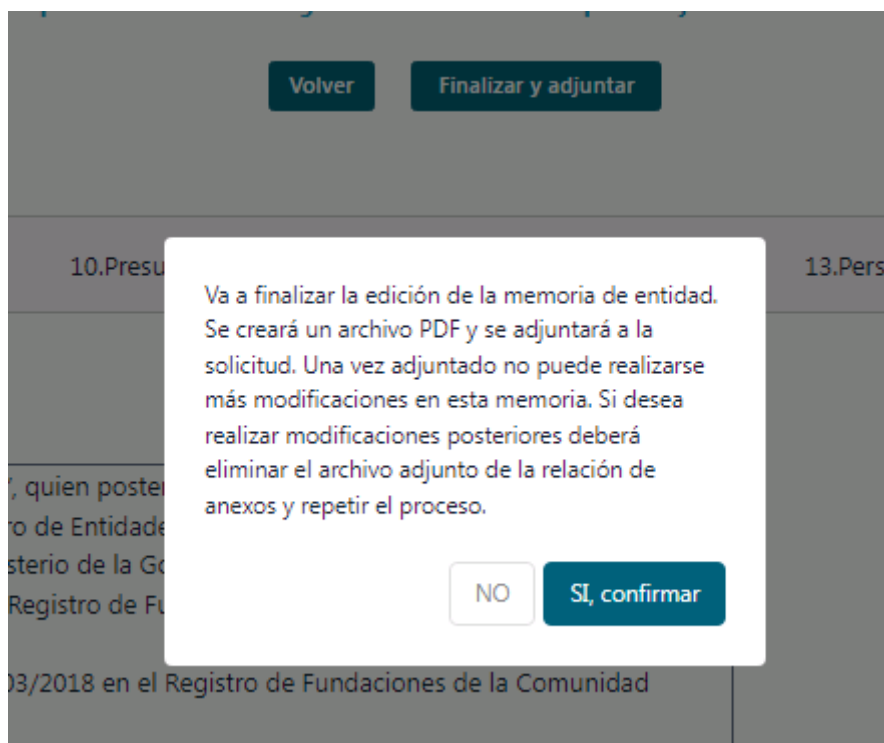 Volver Finalizar y adjuntar
10.Presu 13.Pers
Va a finalizar la edición de la memoria de entidad.
Se creará un archivo PDF y se adjuntará a la
solicitud. Una vez adjuntado no puede realizarse
más modificaciones en esta memoria. Si desea
realizar modificaciones posteriores deberá
eliminar el archivo adjunto de la relación de
anexos y repetir el proceso.
NO SI, confirmar
, quien poster
ro de Entidade
sterio de la Go
Registro de Fu
03/2018 en el Registro de Fundaciones de la Comunidad